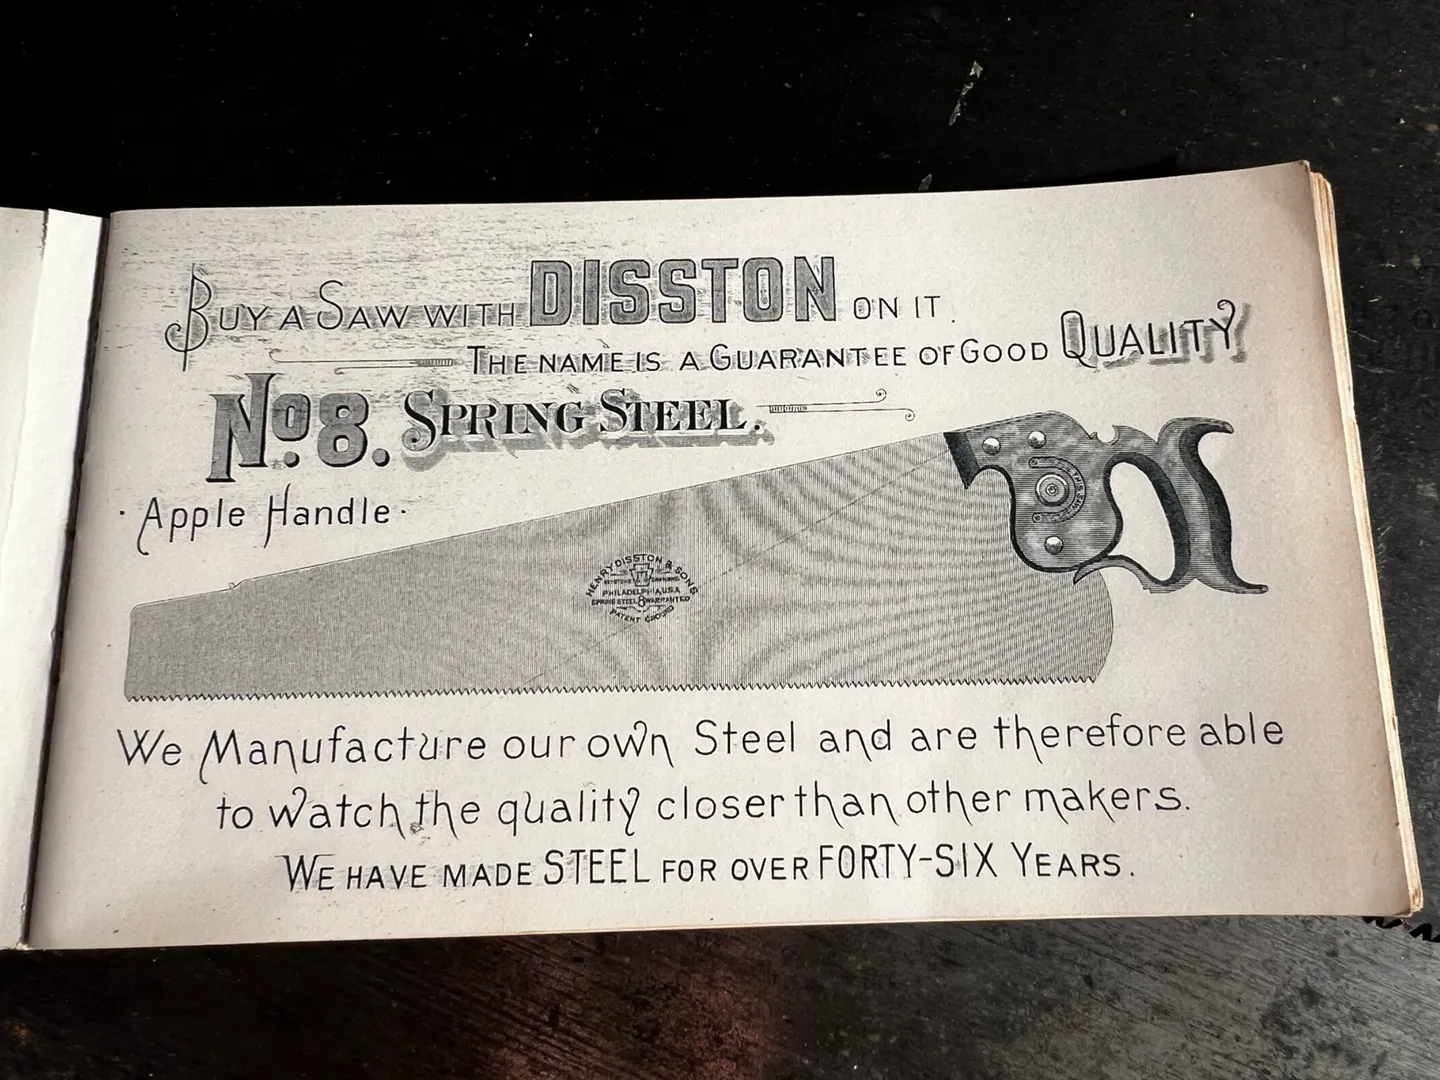 Buy a Saw with DISSTON on it.
The name is a Guarantee of Good Quality
No. 8. Spring Steel.
· Apple Handle ·
HENRY DISSTON & SONS
PHILADELPHIA, U.S.A.
SPRING STEEL 8 WARRANTED
PATENT GROUND
We Manufacture our own Steel and are therefore able
to watch the quality closer than other makers.
We have made STEEL for over FORTY-SIX Years.